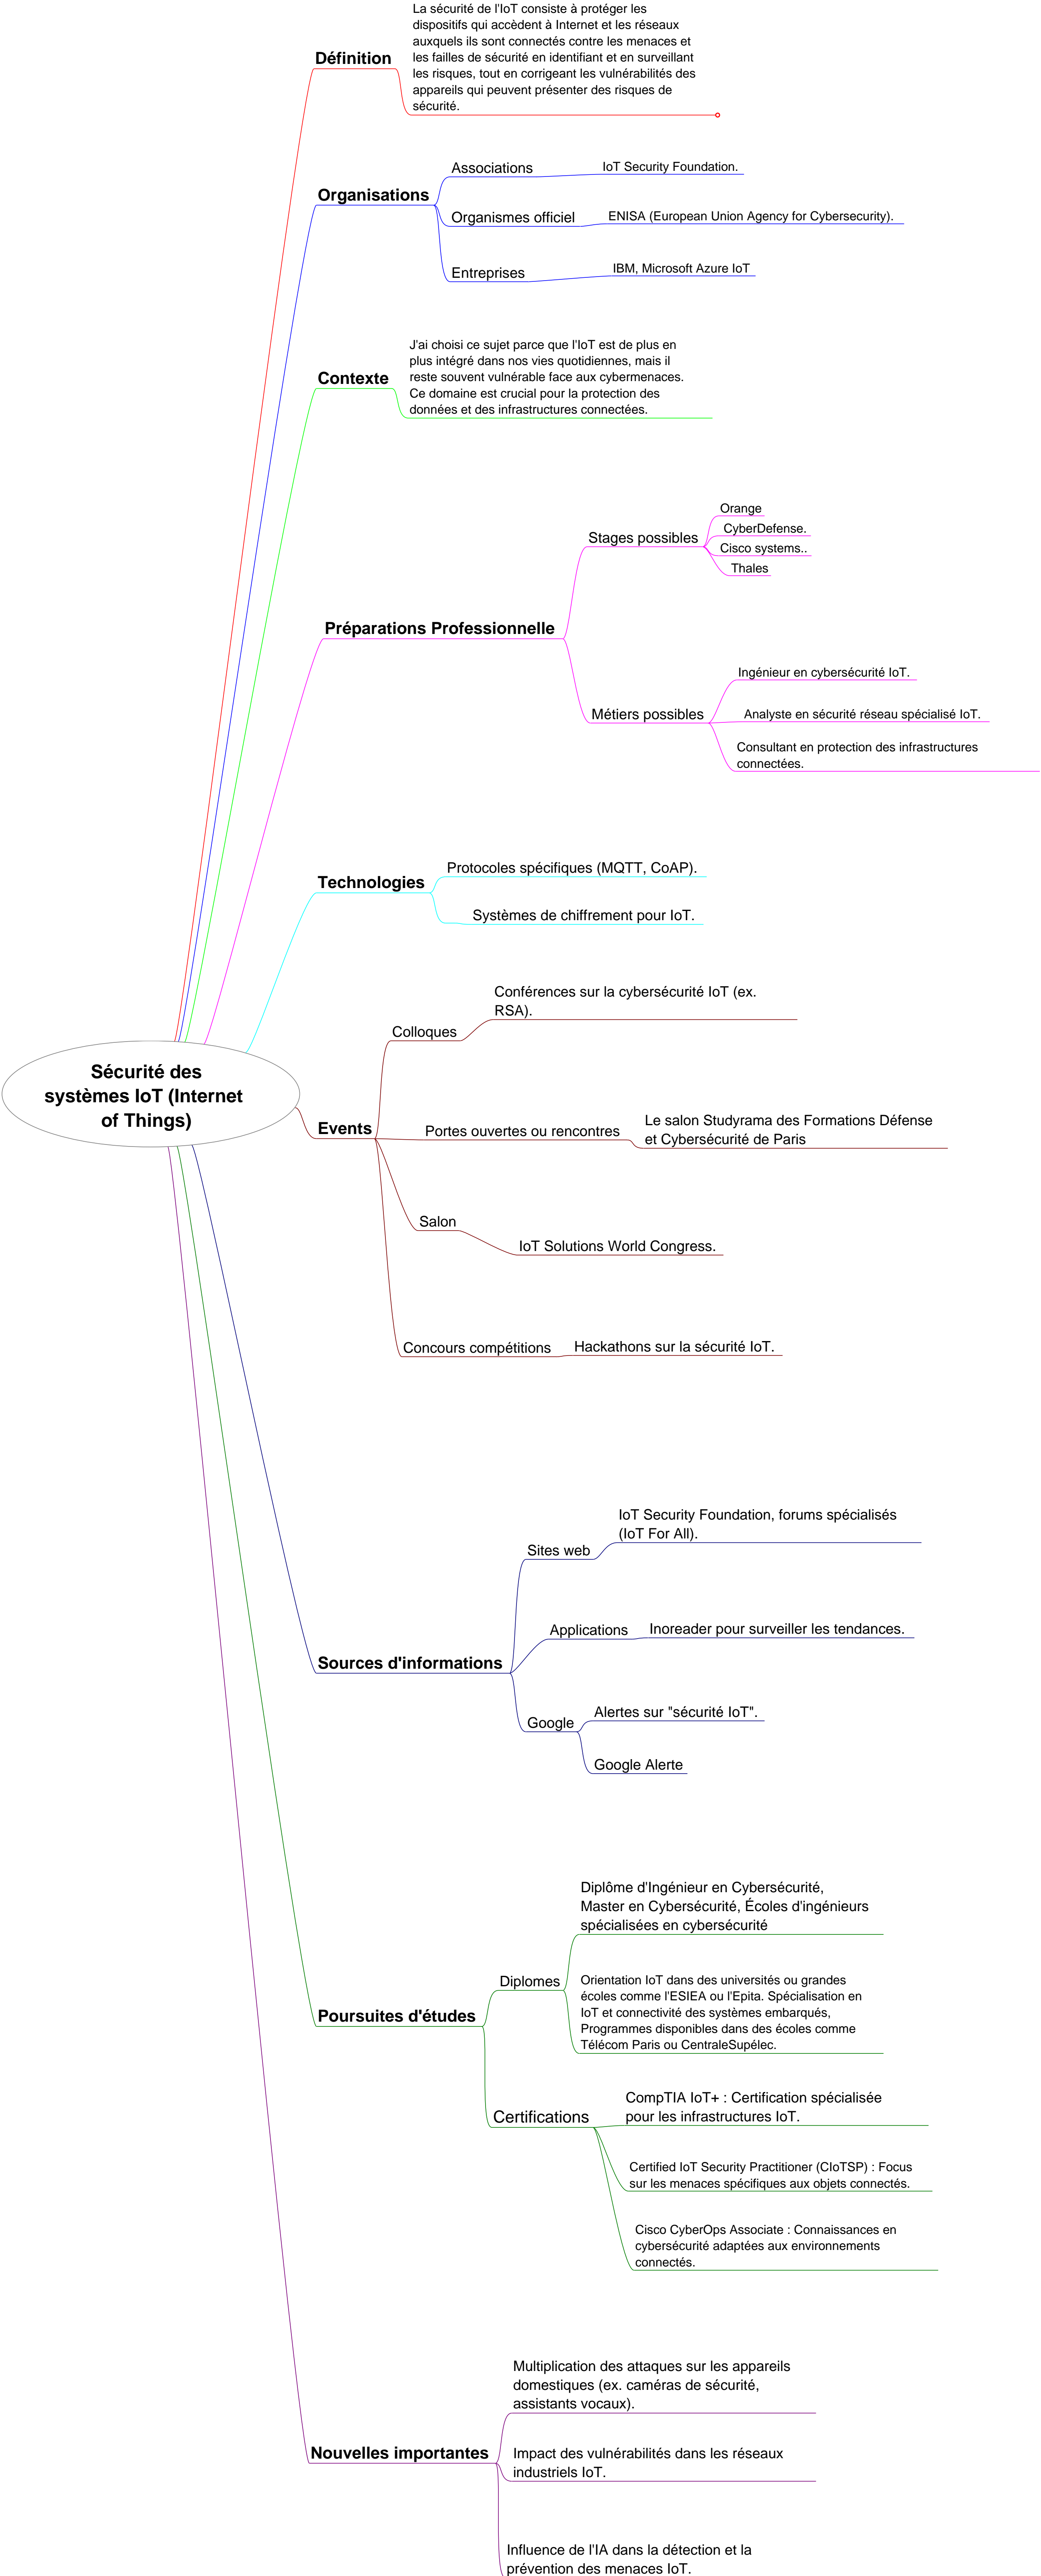 La sécurité de l'IoT consiste à protéger les
dispositifs qui accèdent à Internet et les réseaux
auxquels ils sont connectés contre les menaces et
les failles de sécurité en identifiant et en surveillant
les risques, tout en corrigeant les vulnérabilités des
appareils qui peuvent présenter des risques de
sécurité.
Définition
Organisations
Associations
IoT Security Foundation.
Organismes officiel
ENISA (European Union Agency for Cybersecurity).
Entreprises
IBM, Microsoft Azure IoT
Contexte
J'ai choisi ce sujet parce que l'IoT est de plus en
plus intégré dans nos vies quotidiennes, mais il
reste souvent vulnérable face aux cybermenaces.
Ce domaine est crucial pour la protection des
données et des infrastructures connectées.
Préparations Professionnelle
Stages possibles
Orange
CyberDefense.
Cisco systems..
Thales
Métiers possibles
Ingénieur en cybersécurité IoT.
Analyste en sécurité réseau spécialisé IoT.
Consultant en protection des infrastructures
connectées.
Technologies
Protocoles spécifiques (MQTT, CoAP).
Systèmes de chiffrement pour IoT.
Sécurité des
systèmes IoT (Internet
of Things)
Events
Colloques
Conférences sur la cybersécurité IoT (ex.
RSA).
Portes ouvertes ou rencontres
Le salon Studyrama des Formations Défense
et Cybersécurité de Paris
Salon
IoT Solutions World Congress.
Concours compétitions
Hackathons sur la sécurité IoT.
Sources d'informations
Sites web
IoT Security Foundation, forums spécialisés
(IoT For All).
Applications
Inoreader pour surveiller les tendances.
Google
Alertes sur "sécurité IoT".
Google Alerte
Poursuites d'études
Diplomes
Diplôme d'Ingénieur en Cybersécurité,
Master en Cybersécurité, Écoles d'ingénieurs
spécialisées en cybersécurité
Orientation IoT dans des universités ou grandes
écoles comme l'ESIEA ou l'Epita. Spécialisation en
IoT et connectivité des systèmes embarqués,
Programmes disponibles dans des écoles comme
Télécom Paris ou CentraleSupélec.
Certifications
CompTIA IoT+ : Certification spécialisée
pour les infrastructures IoT.
Certified IoT Security Practitioner (CIoTSP) : Focus
sur les menaces spécifiques aux objets connectés.
Cisco CyberOps Associate : Connaissances en
cybersécurité adaptées aux environnements
connectés.
Nouvelles importantes
Multiplication des attaques sur les appareils
domestiques (ex. caméras de sécurité,
assistants vocaux).
Impact des vulnérabilités dans les réseaux
industriels IoT.
Influence de l'IA dans la détection et la
prévention des menaces IoT.